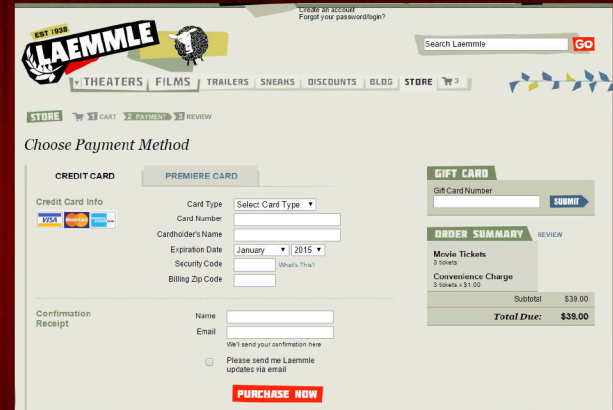 Create an account
Forgot your password/login?
EST 1938
LAEMMLE
Search Laemmle
GO
THEATERS FILMS TRAILERS SNEAKS DISCOUNTS BLOG STORE 3
STORE 1 CART 2 PAYMENT 3 REVIEW
Choose Payment Method
CREDIT CARD PREMIERE CARD
Credit Card Info
VISA MasterCard
Card Type Select Card Type
Card Number
Cardholder's Name
Expiration Date January 2015
Security Code What's This?
Billing Zip Code
Confirmation
Receipt
Name
Email
We'll send your confirmation here
Please send me Laemmle
updates via email
PURCHASE NOW
GIFT CARD
Gift Card Number
SUBMIT
ORDER SUMMARY REVIEW
Movie Tickets
3 tickets
Convenience Charge
3 tickets x $1.00
Subtotal $39.00
Total Due: $39.00